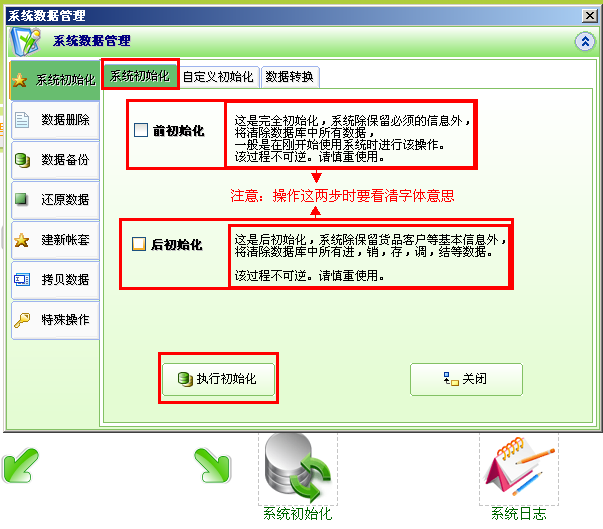 系统数据管理
系统数据管理
系统初始化
数据删除
数据备份
还原数据
建新帐套
拷贝数据
特殊操作
系统初始化
自定义初始化
数据转换
前初始化
这是完全初始化，系统除保留必须的信息外，
将清除数据库中所有数据，
一般是在刚开始使用系统时进行该操作。
该过程不可逆。请慎重使用。
注意：操作这两步时要看清字体意思
后初始化
这是后初始化，系统除保留货品客户等基本信息外，
将清除数据库中所有进，销，存，调，结等数据。
该过程不可逆。请慎重使用。
执行初始化
关闭
系统初始化
系统日志